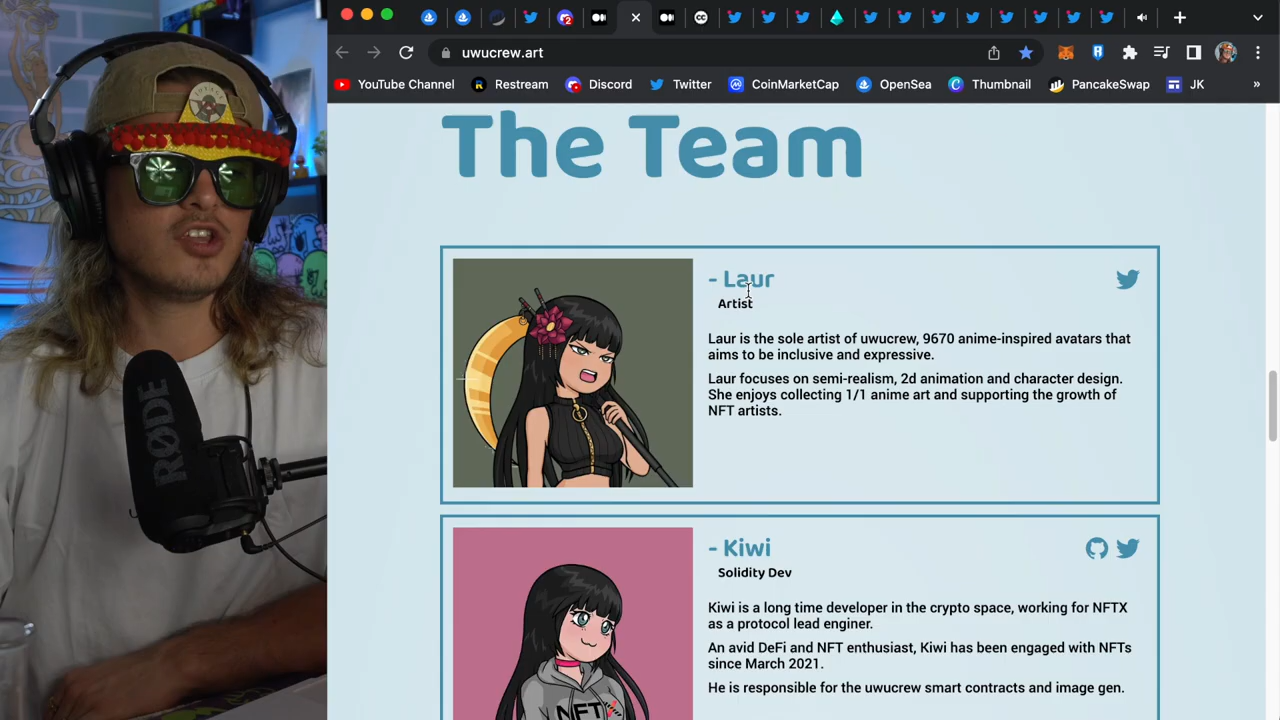 uwucrew.art
YouTube Channel
Restream
Discord
Twitter
CoinMarketCap
OpenSea
Thumbnail
PancakeSwap
JK
»
The Team
- Laur
Artist
Laur is the sole artist of uwucrew, 9670 anime-inspired avatars that
aims to be inclusive and expressive.
Laur focuses on semi-realism, 2d animation and character design.
She enjoys collecting 1/1 anime art and supporting the growth of
NFT artists.
- Kiwi
Solidity Dev
Kiwi is a long time developer in the crypto space, working for NFTX
as a protocol lead enginer.
An avid DeFi and NFT enthusiast, Kiwi has been engaged with NFTs
since March 2021.
He is responsible for the uwucrew smart contracts and image gen.
NFT
RØDE